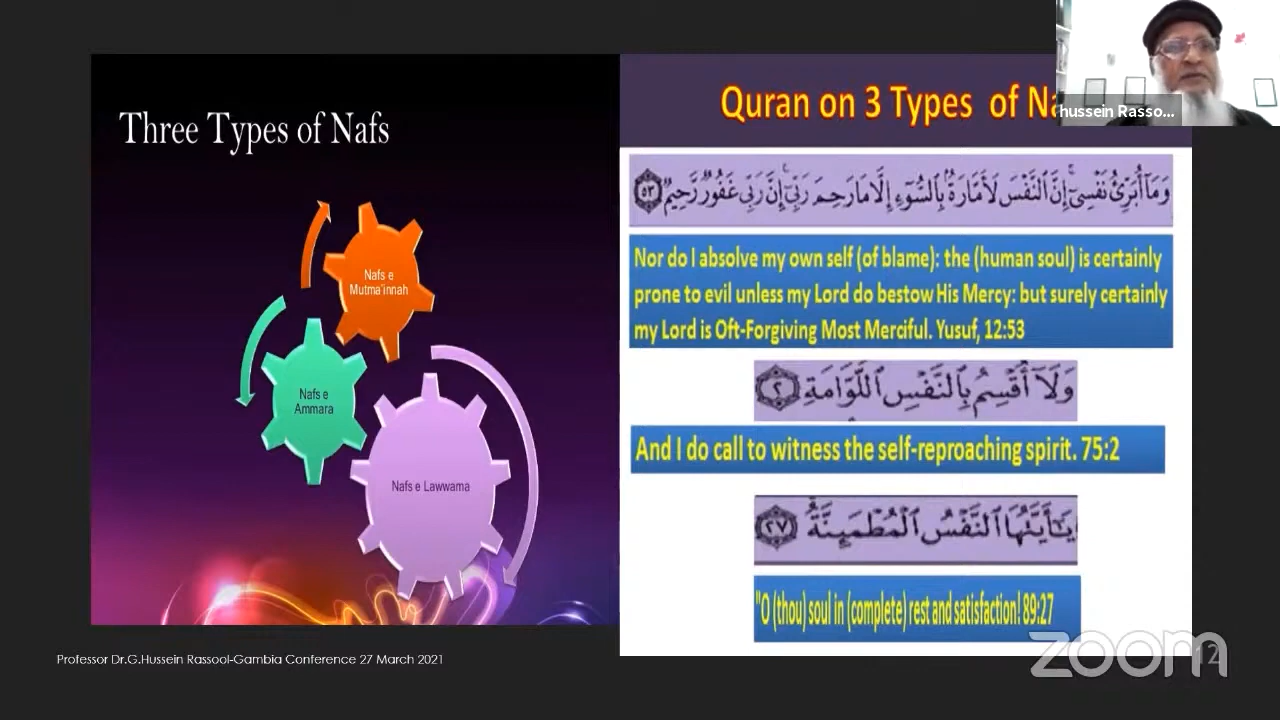 Three Types of Nafs
Nafs e
Mutma'innah
Nafs e
Ammara
Nafs e Lawwama
Quran on 3 Types of Na
hussein Rasso...
وَمَآ أُبَرِّئُ نَفْسِىٓ ۚ إِنَّ ٱلنَّفْسَ لَأَمَّارَةٌۢ بِٱلسُّوٓءِ إِلَّا مَا رَحِمَ رَبِّىٓ ۚ إِنَّ رَبِّى غَفُورٌ رَّحِيمٌ ٥٣
Nor do I absolve my own self (of blame): the (human soul) is certainly
prone to evil unless my Lord do bestow His Mercy: but surely certainly
my Lord is Oft-Forgiving Most Merciful. Yusuf, 12:53
وَلَآ أُقْسِمُ بِٱلنَّفْسِ ٱللَّوَّامَةِ ٢
And I do call to witness the self-reproaching spirit. 75:2
يَٰٓأَيَّتُهَا ٱلنَّفْسُ ٱلْمُطْمَئِنَّةُ ٢٧
"O (thou) soul in (complete) rest and satisfaction! 89:27
Professor Dr.G.Hussein Rassool-Gambia Conference 27 March 2021
zoom
12